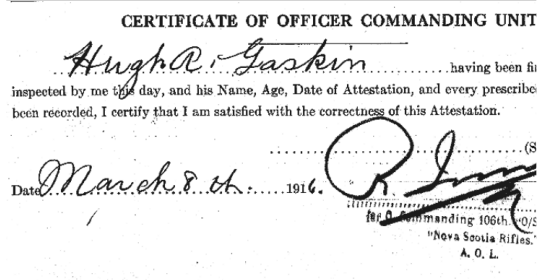 CERTIFICATE OF OFFICER COMMANDING UNIT
Hugh R. Gaskin having been fi
inspected by me this day, and his Name, Age, Date of Attestation, and every prescribe
been recorded, I certify that I am satisfied with the correctness of this Attestation.
(S
Date March 8th 1916.
R.
for O. Commanding 106th. O/S
"Nova Scotia Rifles."
A. O. L.